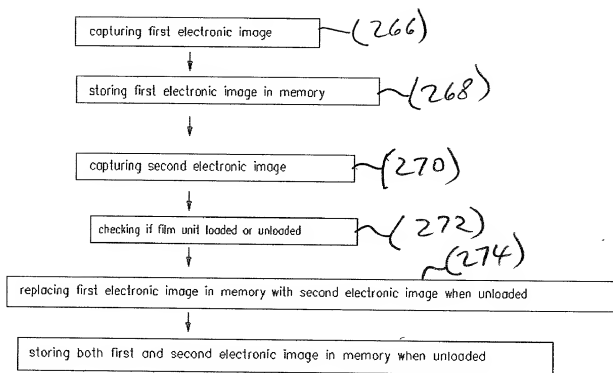 capturing first electronic image (266)
storing first electronic image in memory (268)
capturing second electronic image (270)
checking if film unit loaded or unloaded (272)
(274)
replacing first electronic image in memory with second electronic image when unloaded
storing both first and second electronic image in memory when unloaded